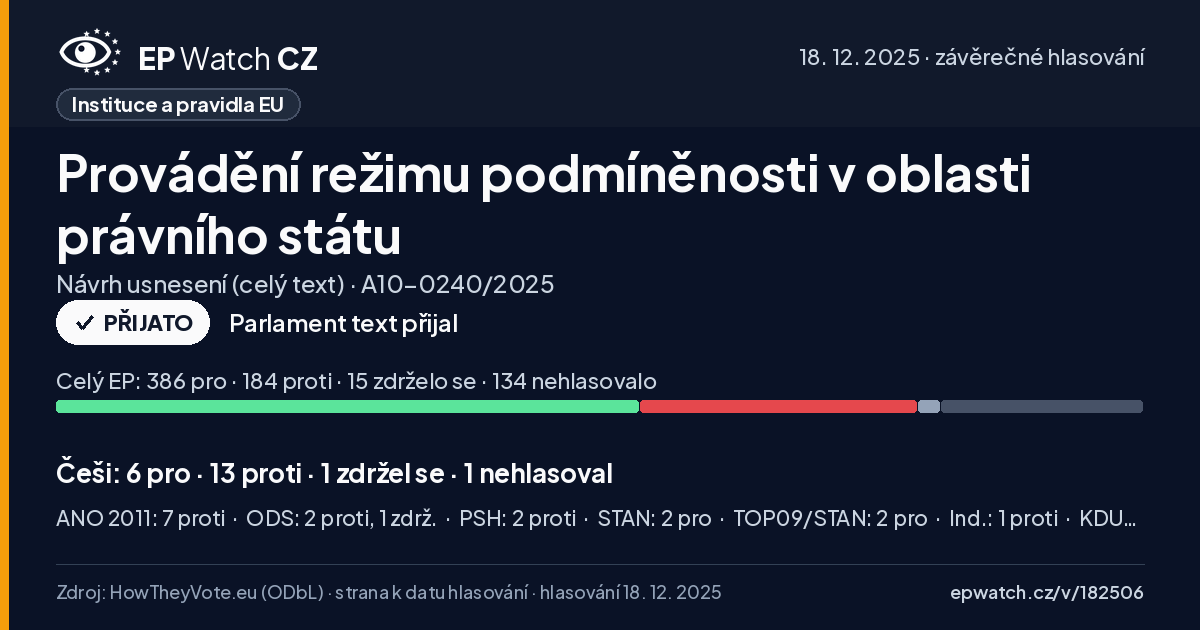 EP Watch CZ
18. 12. 2025 · závěrečné hlasování
Instituce a pravidla EU
Provádění režimu podmíněnosti v oblasti
právního státu
Návrh usnesení (celý text) · A10–0240/2025
✓ PŘIJATO Parlament text přijal
Celý EP: 386 pro · 184 proti · 15 zdrželo se · 134 nehlasovalo
Češi: 6 pro · 13 proti · 1 zdržel se · 1 nehlasoval
ANO 2011: 7 proti · ODS: 2 proti, 1 zdrž. · PSH: 2 proti · STAN: 2 pro · TOP09/STAN: 2 pro · Ind.: 1 proti · KDU…
Zdroj: HowTheyVote.eu (ODbL) · strana k datu hlasování · hlasování 18. 12. 2025
epwatch.cz/v/182506